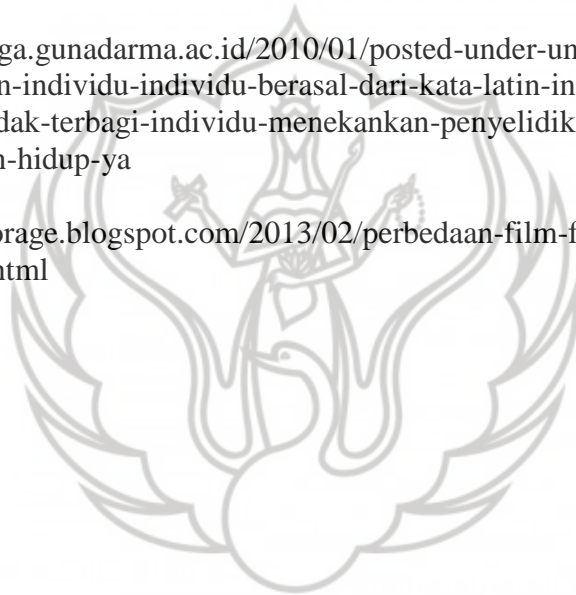 ga.gunadarma.ac.id/2010/01/posted-under-un
n-individu-individu-berasal-dari-kata-latin-in
dak-terbagi-individu-menekankan-penyelidik
n-hidup-ya
orage.blogspot.com/2013/02/perbedaan-film-f
html